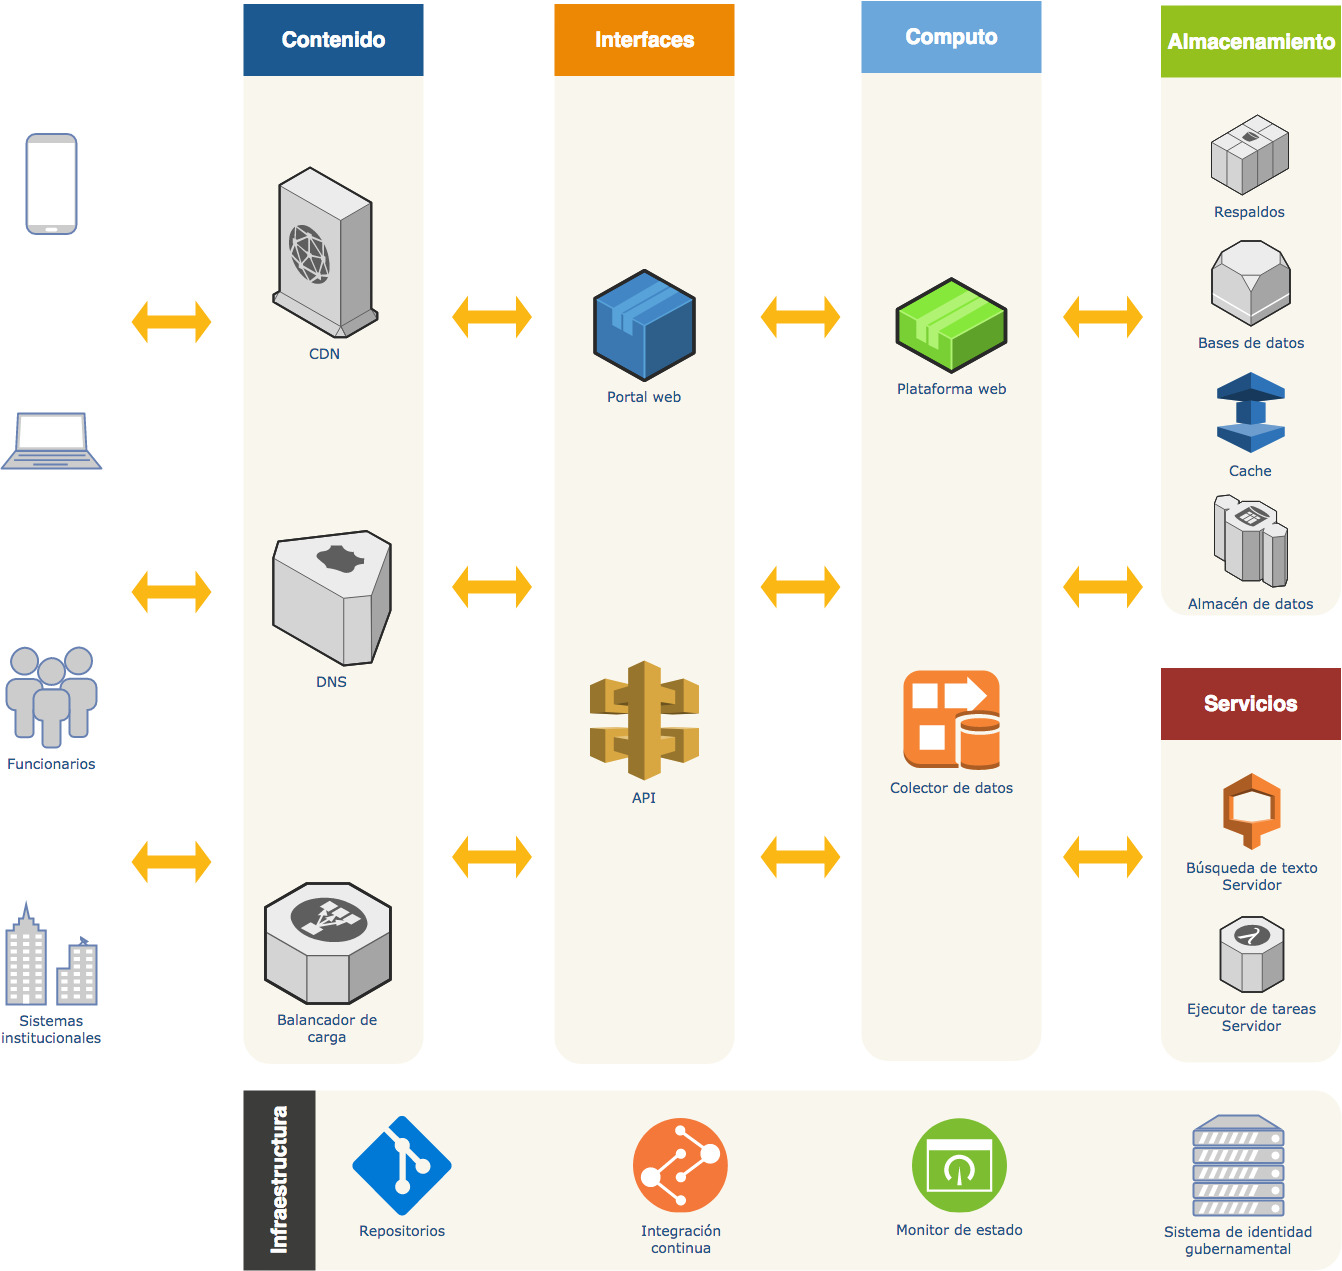 Contenido
Interfaces
Computo
Almacenamiento
Respaldos
CDN
Portal web
Plataforma web
Bases de datos
Cache
Almacén de datos
DNS
Servicios
Funcionarios
API
Colector de datos
Búsqueda de texto
Servidor
Sistemas
institucionales
Balancador de
carga
Ejecutor de tareas
Servidor
Infraestructura
Repositorios
Integración
continua
Monitor de estado
Sistema de identidad
gubernamental